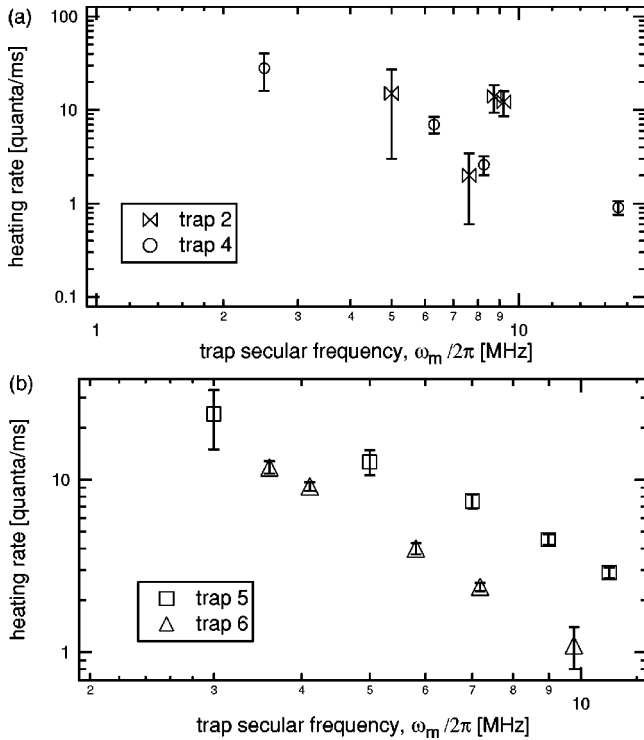 (a)
100
10
1
0.1
heating rate [quanta/ms]
trap 2
trap 4
1
2
3
4
5
6
7
8
9
10
trap secular frequency, ωm/2π [MHz]
(b)
10
1
heating rate [quanta/ms]
trap 5
trap 6
2
3
4
5
6
7
8
9
10
trap secular frequency, ωm/2π [MHz]